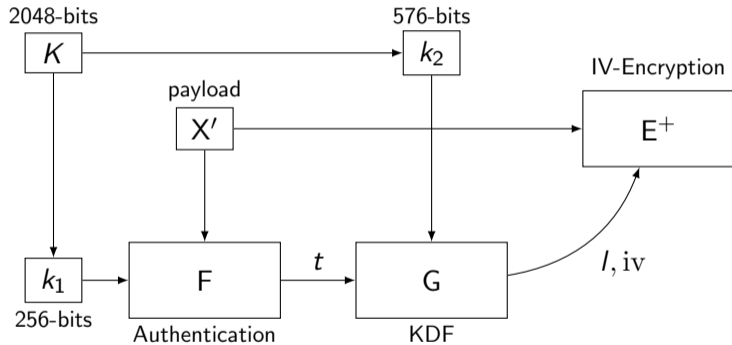 2048-bits
576-bits
K
k₂
IV-Encryption
payload
X′
E⁺
t
k₁
F
G
l, iv
256-bits
Authentication
KDF